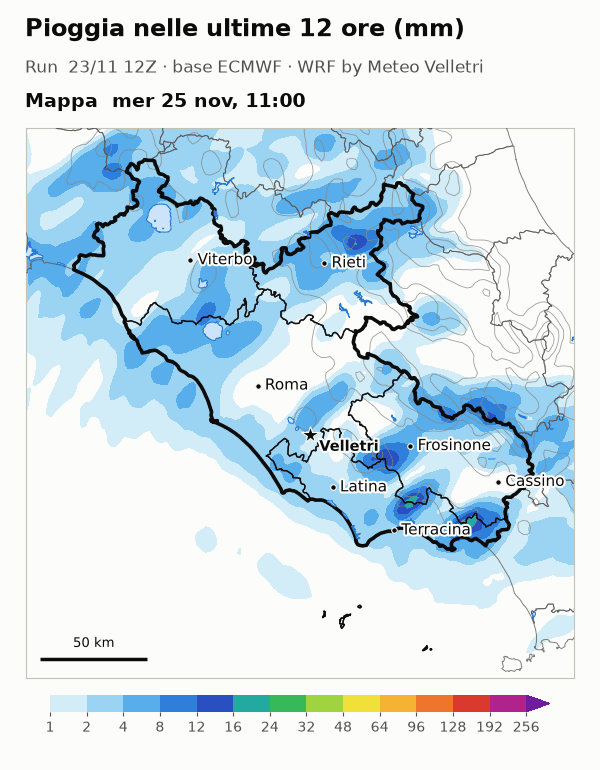 Pioggia nelle ultime 12 ore (mm)
Run  23/11 12Z · base ECMWF · WRF by Meteo Velletri
Mappa  mer 25 nov, 11:00
Viterbo
Rieti
Roma
Velletri
Frosinone
Latina
Cassino
Terracina
50 km
1 2 4 8 12 16 24 32 48 64 96 128 192 256